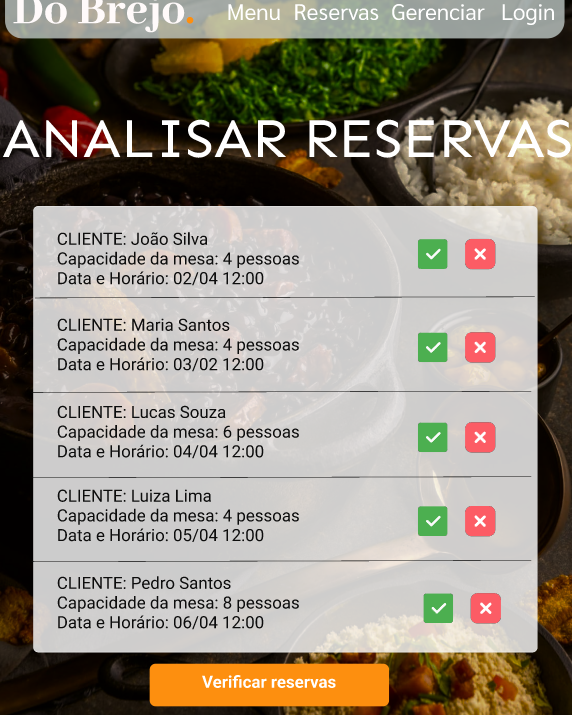 Do Brejo.
Menu Reservas Gerenciar Login
ANALISAR RESERVAS
CLIENTE: João Silva
Capacidade da mesa: 4 pessoas
Data e Horário: 02/04 12:00
CLIENTE: Maria Santos
Capacidade da mesa: 4 pessoas
Data e Horário: 03/02 12:00
CLIENTE: Lucas Souza
Capacidade da mesa: 6 pessoas
Data e Horário: 04/04 12:00
CLIENTE: Luiza Lima
Capacidade da mesa: 4 pessoas
Data e Horário: 05/04 12:00
CLIENTE: Pedro Santos
Capacidade da mesa: 8 pessoas
Data e Horário: 06/04 12:00
Verificar reservas